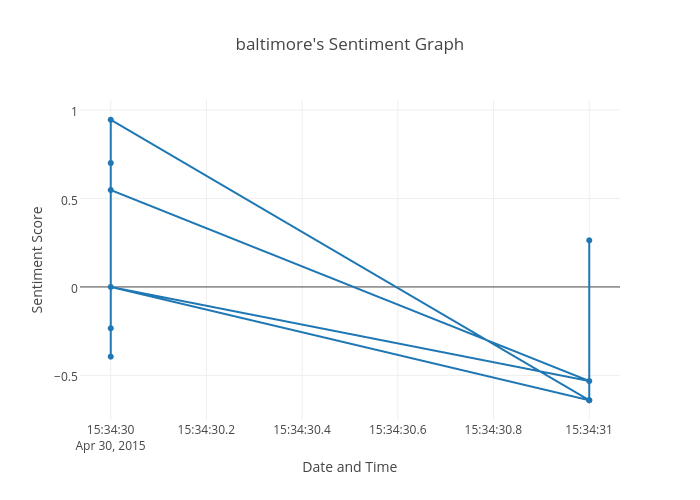 baltimore's Sentiment Graph
1
0.5
0
−0.5
Sentiment Score
15:34:30 15:34:30.2 15:34:30.4 15:34:30.6 15:34:30.8 15:34:31
Apr 30, 2015
Date and Time